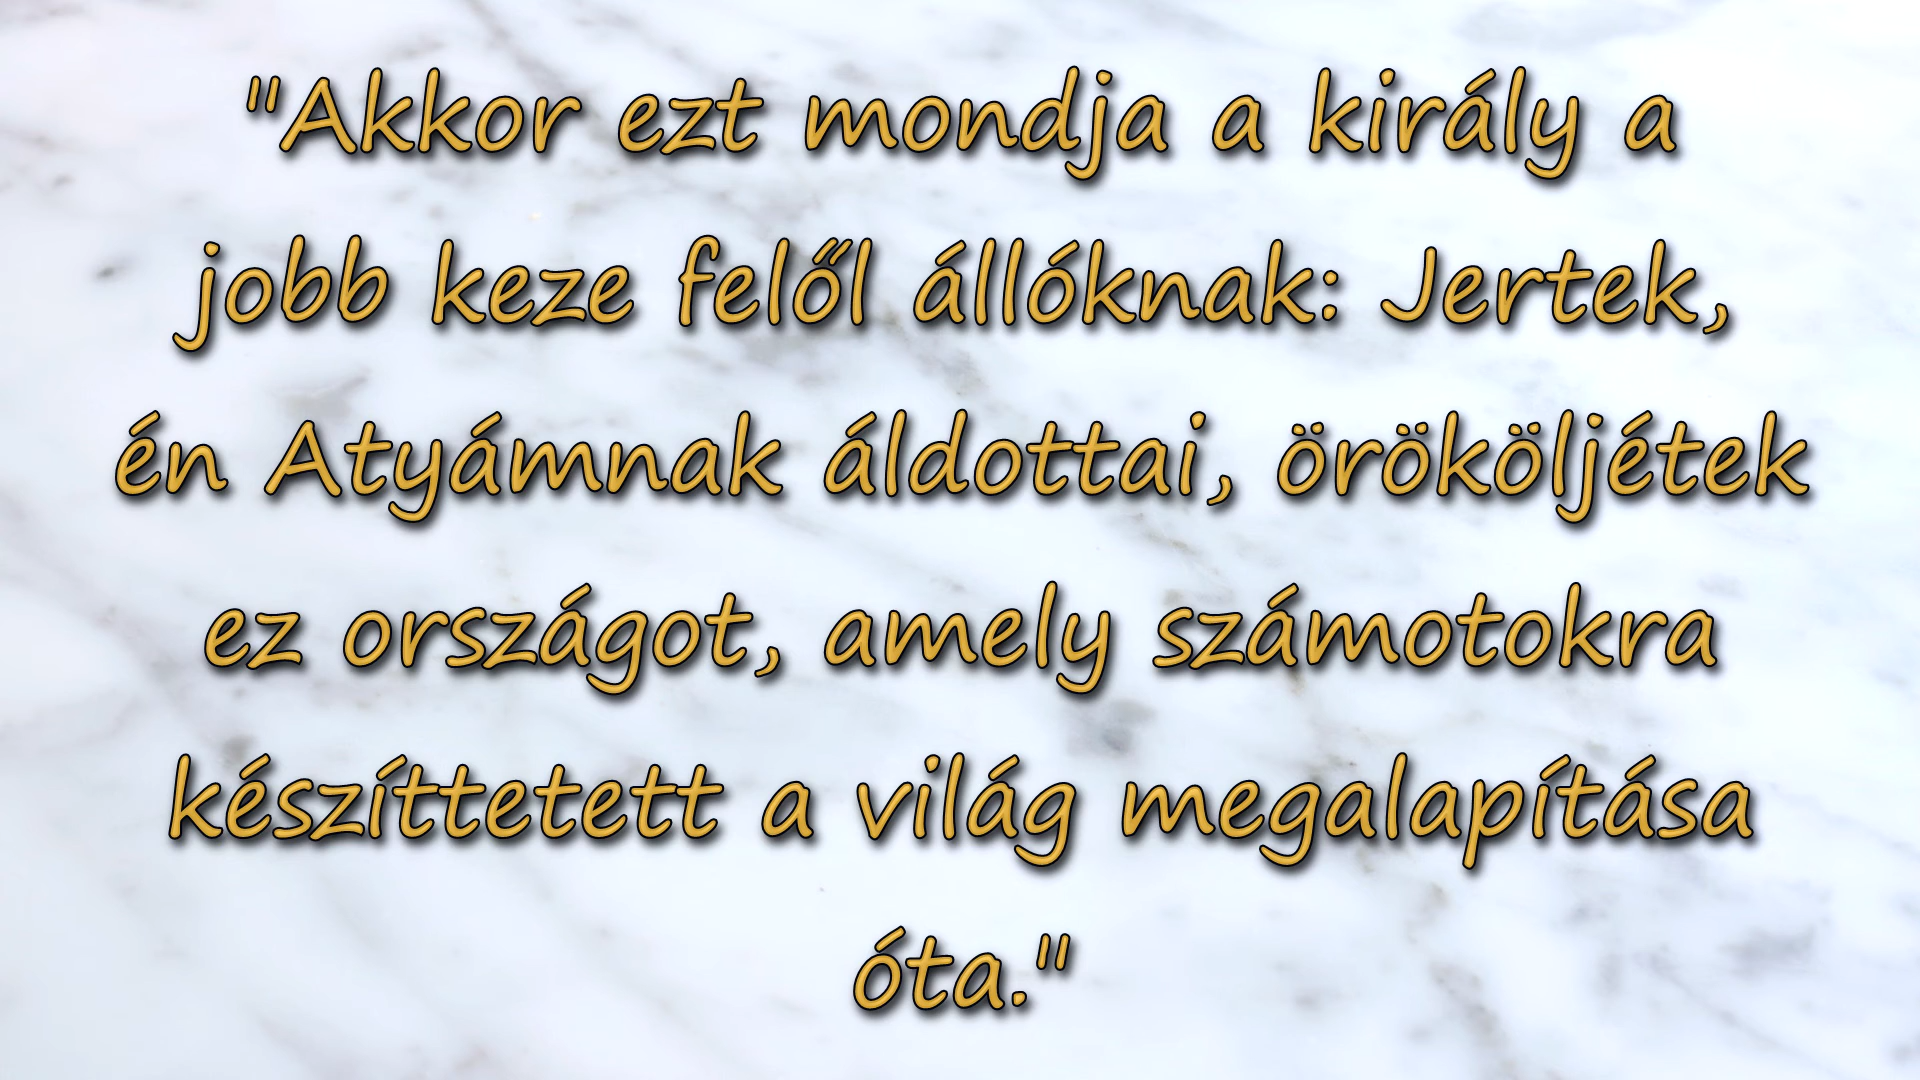 "Akkor ezt mondja a király a
jobb keze felől állóknak: Jertek,
én Atyámnak áldottai, örököljétek
ez országot, amely számotokra
készíttetett a világ megalapítása
óta."